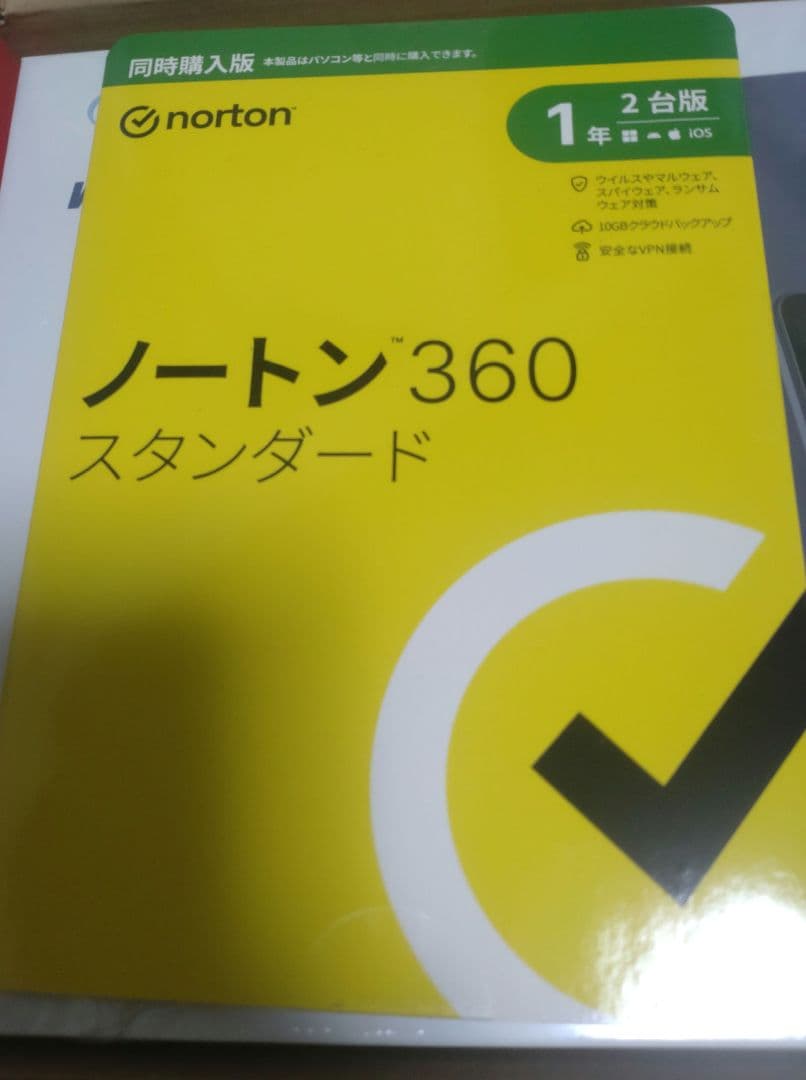 同時購入版 本製品はパソコン等と同時に購入できます。
norton
1年 2台版
iOS
ウイルスやマルウェア、
スパイウェア、ランサム
ウェア対策
10GBクラウドバックアップ
安全なVPN接続
ノートン™ 360
スタンダード